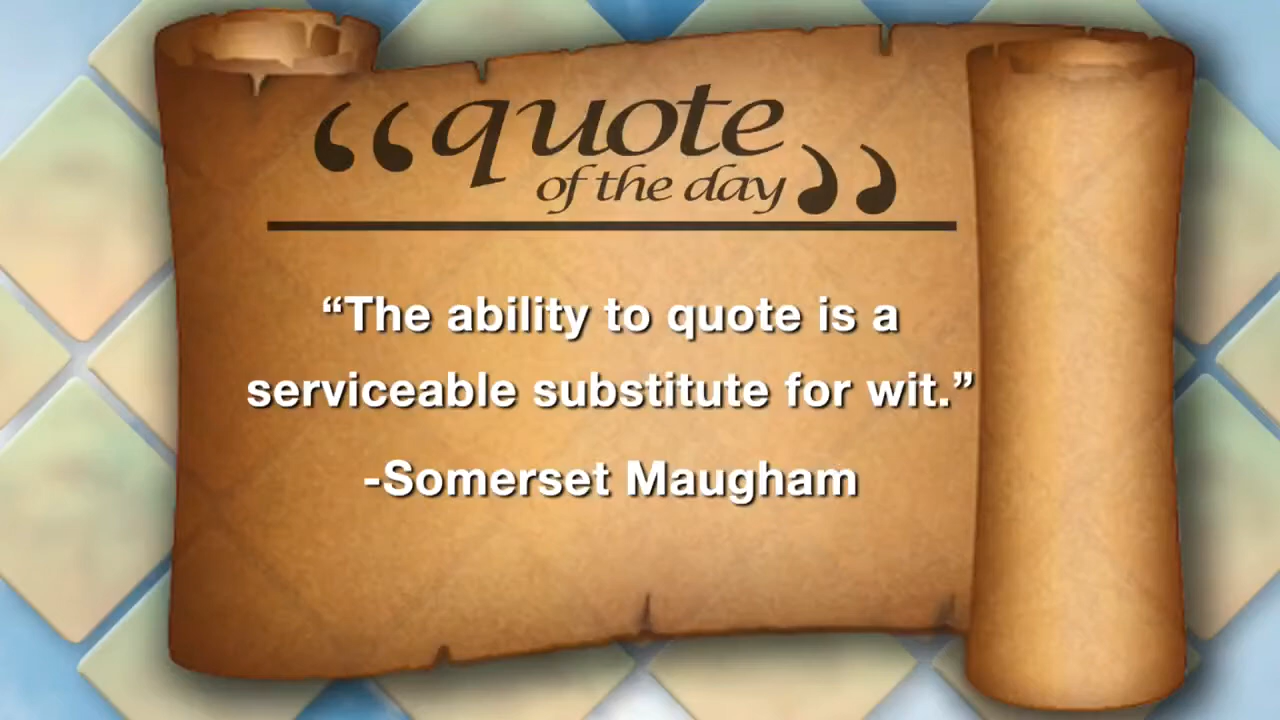 “quote
of the day”
“The ability to quote is a
serviceable substitute for wit.”
-Somerset Maugham